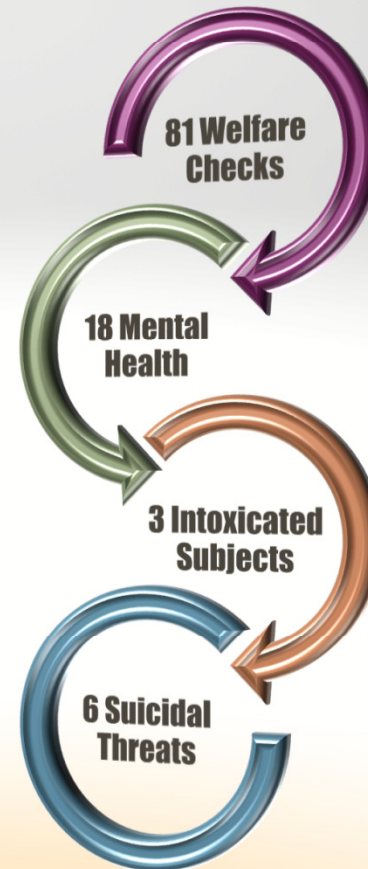 81 Welfare
Checks
18 Mental
Health
3 Intoxicated
Subjects
6 Suicidal
Threats